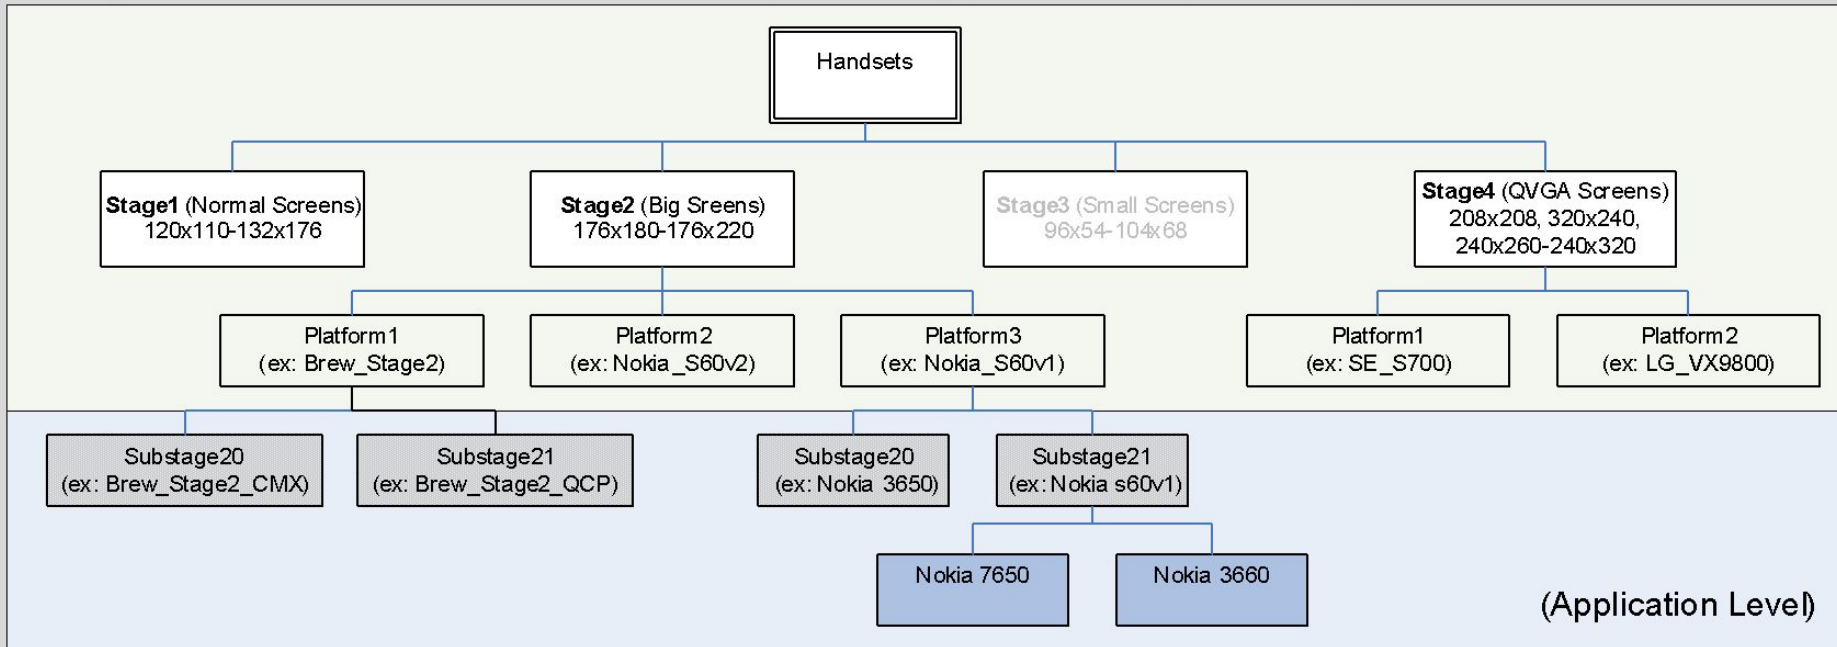 Handsets
Stage1 (Normal Screens)
120x110-132x176
Stage2 (Big Sreens)
176x180-176x220
Stage3 (Small Screens)
96x54-104x68
Stage4 (QVGA Screens)
208x208, 320x240,
240x260-240x320
Platform1
(ex: Brew_Stage2)
Platform2
(ex: Nokia_S60v2)
Platform3
(ex: Nokia_S60v1)
Platform1
(ex: SE_S700)
Platform2
(ex: LG_VX9800)
Substage20
(ex: Brew_Stage2_CMX)
Substage21
(ex: Brew_Stage2_QCP)
Substage20
(ex: Nokia 3650)
Substage21
(ex: Nokia s60v1)
Nokia 7650
Nokia 3660
(Application Level)